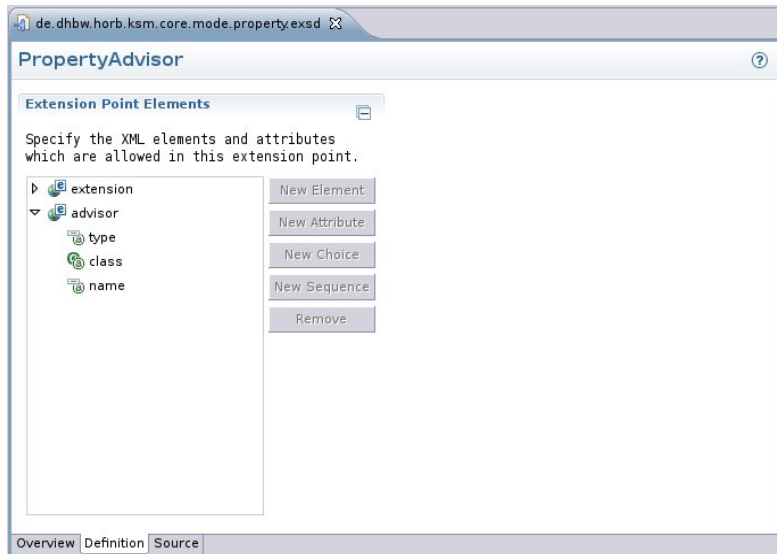 de.dhbw.horb.ksm.core.mode.property.exsd
PropertyAdvisor
Extension Point Elements
Specify the XML elements and attributes
which are allowed in this extension point.
extension
advisor
type
class
name
New Element
New Attribute
New Choice
New Sequence
Remove
Overview Definition Source